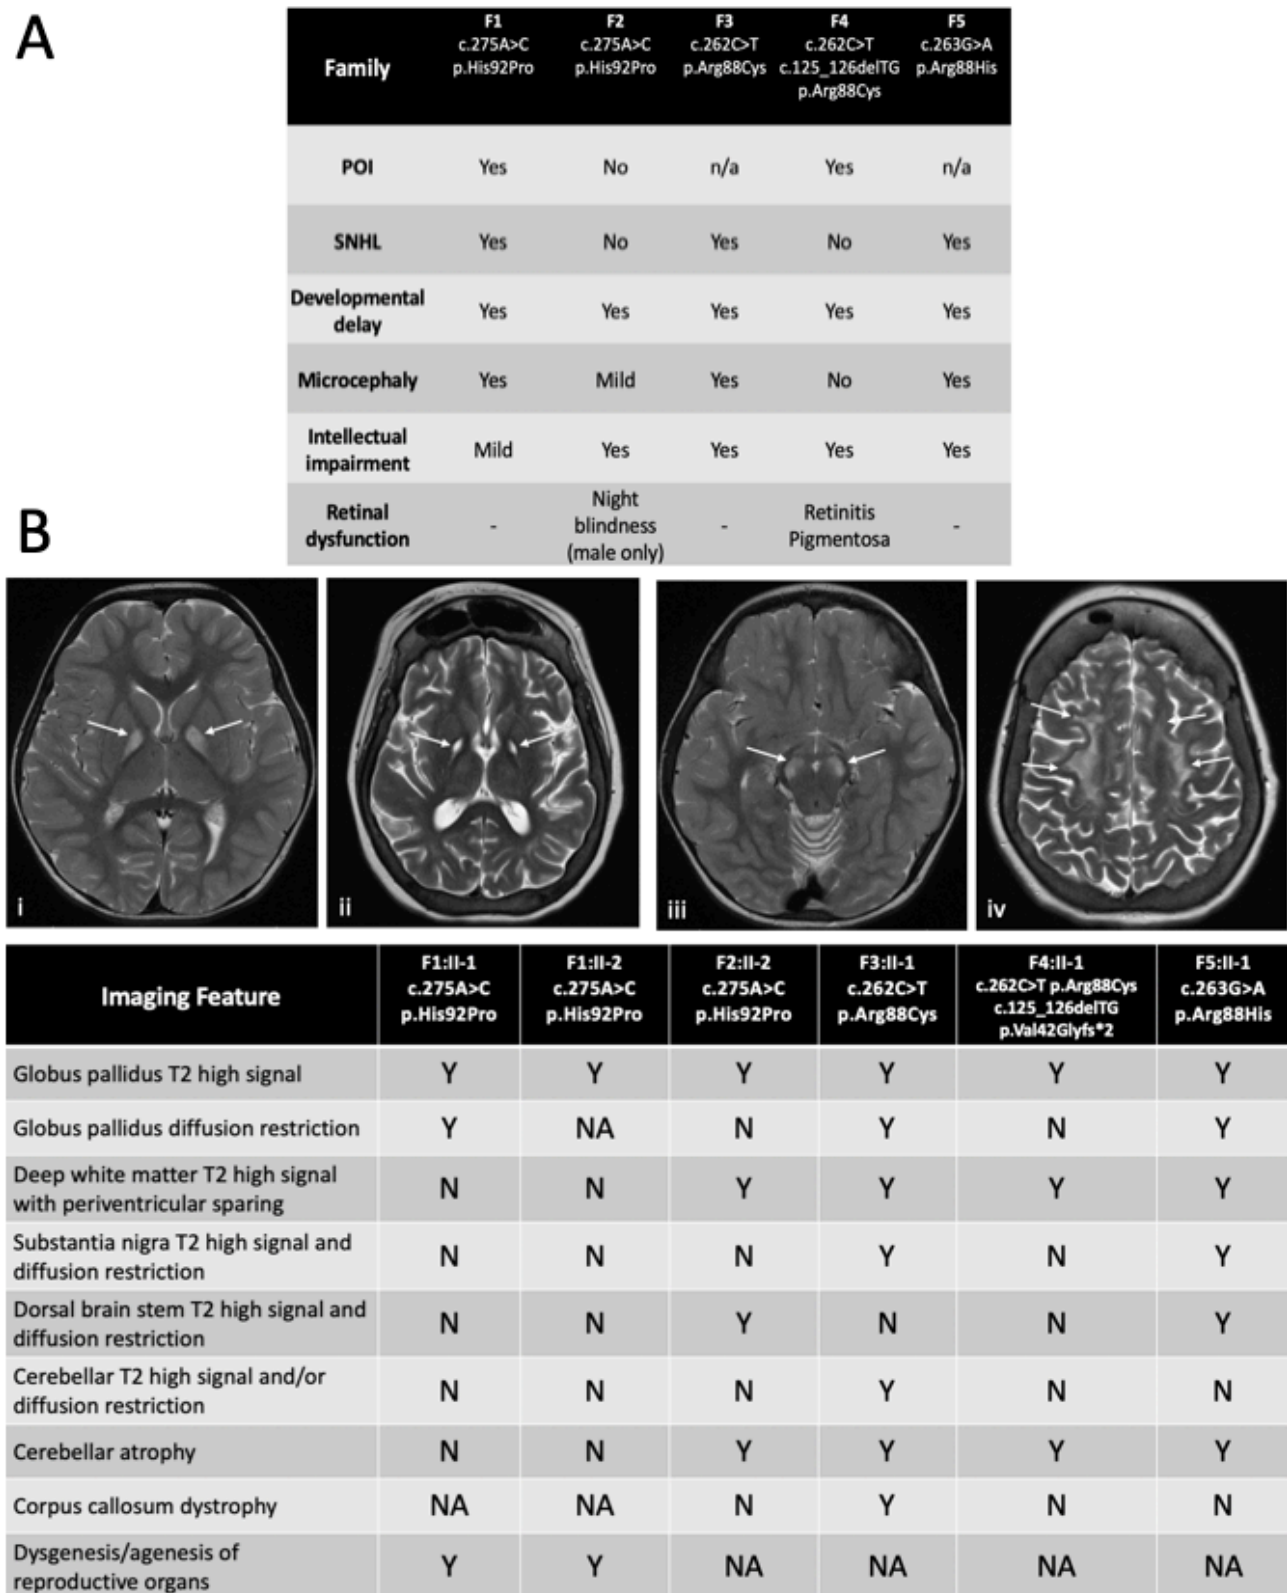 A
Family
F1
c.275A>C
p.His92Pro
F2
c.275A>C
p.His92Pro
F3
c.262C>T
p.Arg88Cys
F4
c.262C>T
c.125_126delTG
p.Arg88Cys
F5
c.263G>A
p.Arg88His
POI Yes No n/a Yes n/a
SNHL Yes No Yes No Yes
Developmental
delay
Yes Yes Yes Yes Yes
Microcephaly Yes Mild Yes No Yes
Intellectual
impairment
Mild Yes Yes Yes Yes
Retinal
dysfunction
-
Night
blindness
(male only)
-
Retinitis
Pigmentosa
-
B
i
ii
iii
iv
Imaging Feature
F1:II-1
c.275A>C
p.His92Pro
F1:II-2
c.275A>C
p.His92Pro
F2:II-2
c.275A>C
p.His92Pro
F3:II-1
c.262C>T
p.Arg88Cys
F4:II-1
c.262C>T p.Arg88Cys
c.125_126delTG
p.Val42Glyfs*2
F5:II-1
c.263G>A
p.Arg88His
Globus pallidus T2 high signal Y Y Y Y Y Y
Globus pallidus diffusion restriction Y NA N Y N Y
Deep white matter T2 high signal
with periventricular sparing
N N Y Y Y Y
Substantia nigra T2 high signal and
diffusion restriction
N N N Y N Y
Dorsal brain stem T2 high signal and
diffusion restriction
N N Y N N Y
Cerebellar T2 high signal and/or
diffusion restriction
N N N Y N N
Cerebellar atrophy N N Y Y Y Y
Corpus callosum dystrophy NA NA N Y N N
Dysgenesis/agenesis of
reproductive organs
Y Y NA NA NA NA